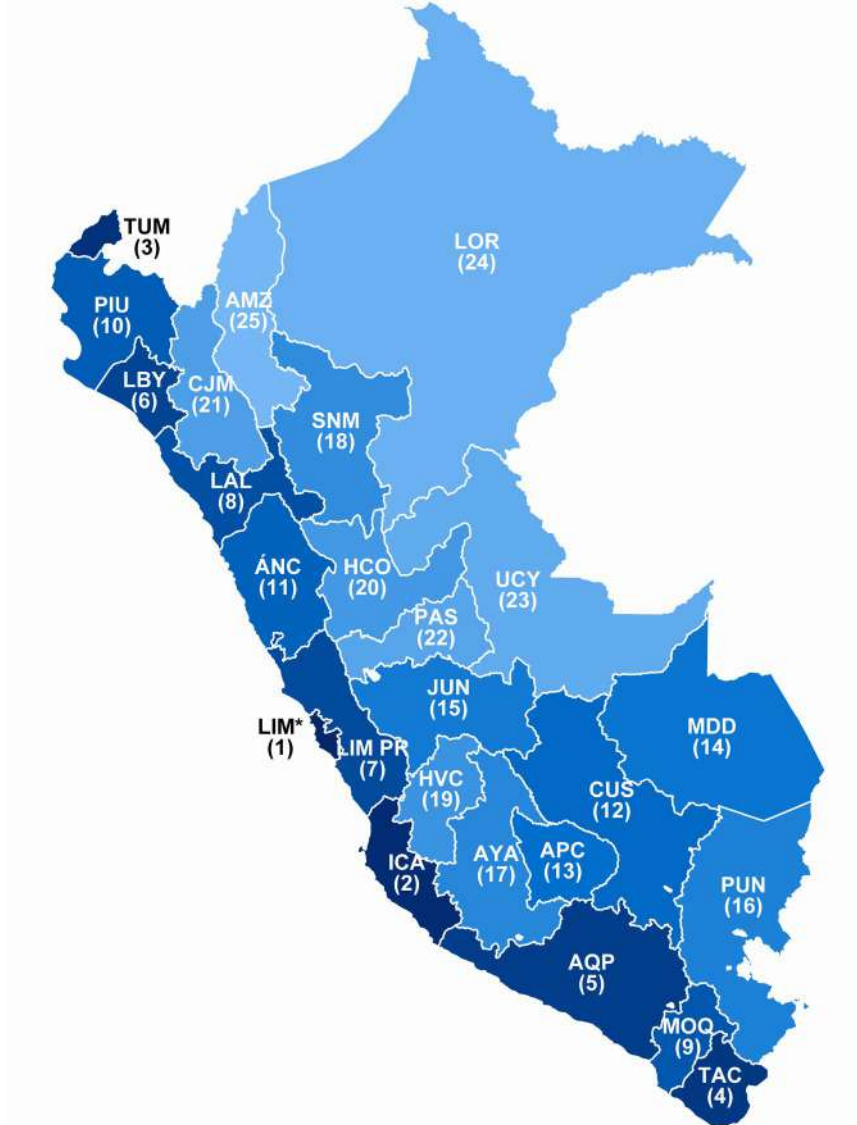 TUM
(3)
LOR
(24)
PIU
(10)
AMZ
(25)
LBY
(6)
CJM
(21)
SNM
(18)
LAL
(8)
ÁNC
(11)
HCO
(20)
UCY
(23)
PAS
(22)
JUN
(15)
LIM*
(1)
LIM PR
(7)
MDD
(14)
HVC
(19)
CUS
(12)
ICA
(2)
AYA
(17)
APC
(13)
PUN
(16)
AQP
(5)
MOQ
(9)
TAC
(4)